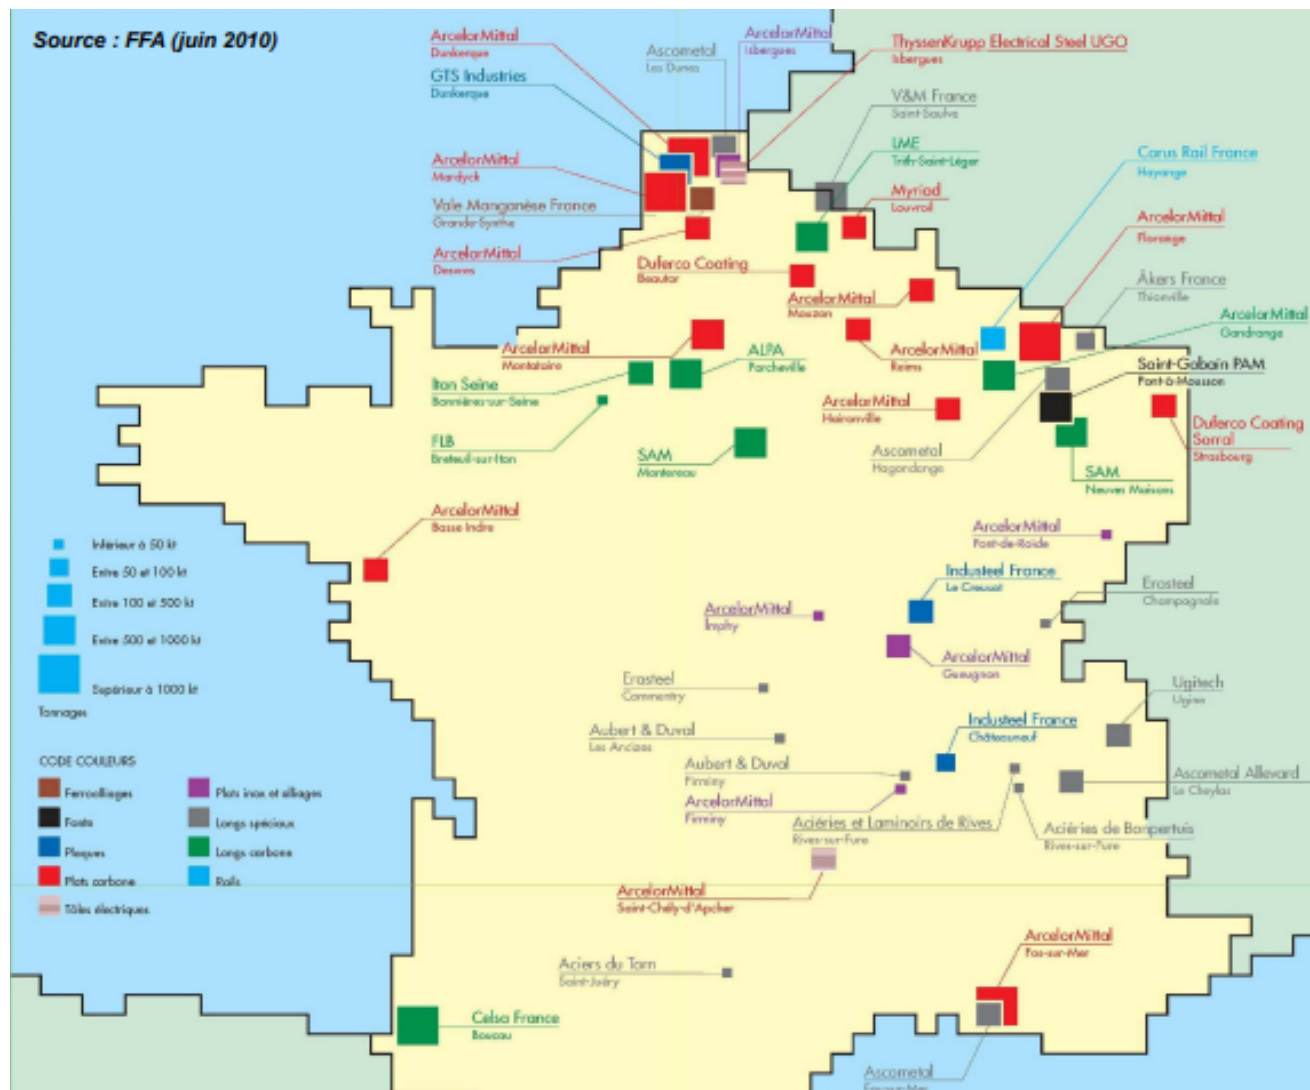 Source : FFA (juin 2010)
ArcelorMittal
Dunkerque
Ascometal
Les Dunes
ArcelorMittal
Isbergues
ThyssenKrupp Electrical Steel UGO
Isbergues
GTS Industries
Dunkerque
V&M France
Saint-Saulve
LME
Trith-Saint-Léger
Corus Rail France
Hayange
ArcelorMittal
Mardyck
Myriad
Louvroil
Vale Manganèse France
Grande-Synthe
ArcelorMittal
Florange
ArcelorMittal
Desvres
Duferco Coating
Beautor
ArcelorMittal
Mouzon
Åkers France
Thionville
ArcelorMittal
Gandrange
ArcelorMittal
Montataire
ALPA
Porcheville
ArcelorMittal
Reims
Saint-Gobain PAM
Pont-à-Mousson
Iton Seine
Bonnières-sur-Seine
ArcelorMittal
Haironville
Duferco Coating
Sorral
Strasbourg
FLB
Breteuil-sur-Iton
SAM
Montereau
Ascometal
Hagondange
SAM
Neuves Maisons
ArcelorMittal
Basse Indre
ArcelorMittal
Pont-de-Roide
Inférieur à 50 kt
Entre 50 et 100 kt
Entre 100 et 500 kt
Entre 500 et 1000 kt
Supérieur à 1000 kt
Tonnages
Industeel France
Le Creusot
Erasteel
Champagnole
ArcelorMittal
Imphy
ArcelorMittal
Gueugnon
Erasteel
Commentry
Ugitech
Ugine
Aubert & Duval
Les Ancizes
Industeel France
Châteauneuf
Aubert & Duval
Firminy
Ascometal Allevard
Le Cheylas
ArcelorMittal
Firminy
Aciéries et Laminoirs de Rives
Rives-sur-Fure
Aciéries de Bonpertuis
Rives-sur-Fure
CODE COULEURS
Ferroalliages
Plats inox et alliages
Fonte
Longs spéciaux
Plaques
Longs carbone
Plats carbone
Rails
Tôles électriques
ArcelorMittal
Saint-Chély-d'Apcher
ArcelorMittal
Fos-sur-Mer
Aciers du Tarn
Saint-Juéry
Celsa France
Boucau
Ascometal
Fos-sur-Mer